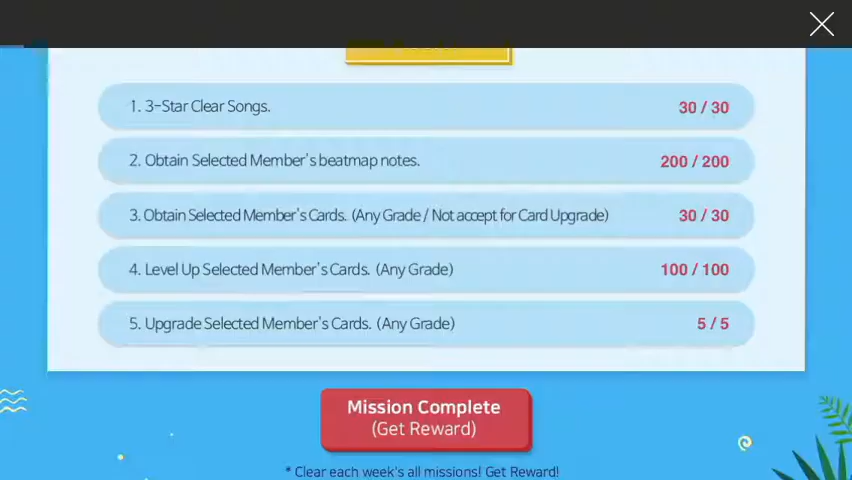 1. 3-Star Clear Songs. 30 / 30
2. Obtain Selected Member's beatmap notes. 200 / 200
3. Obtain Selected Member's Cards. (Any Grade / Not accept for Card Upgrade) 30 / 30
4. Level Up Selected Member's Cards. (Any Grade) 100 / 100
5. Upgrade Selected Member's Cards. (Any Grade) 5 / 5
Mission Complete
(Get Reward)
* Clear each week's all missions! Get Reward!